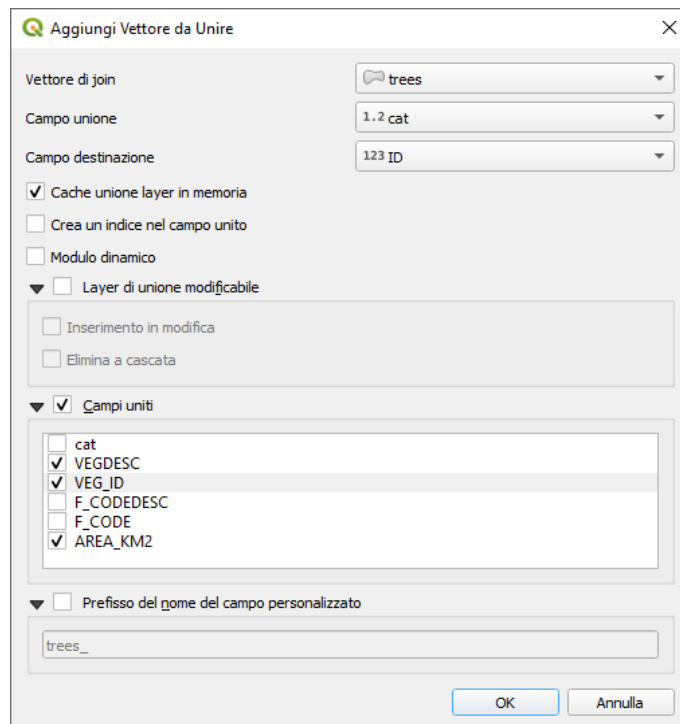 Aggiungi Vettore da Unire
Vettore di join trees
Campo unione 1.2 cat
Campo destinazione 123 ID
Cache unione layer in memoria
Crea un indice nel campo unito
Modulo dinamico
Layer di unione modificabile
Inserimento in modifica
Elimina a cascata
Campi uniti
cat
VEGDESC
VEG_ID
F_CODEDESC
F_CODE
AREA_KM2
Prefisso del nome del campo personalizzato
trees_
OK Annulla